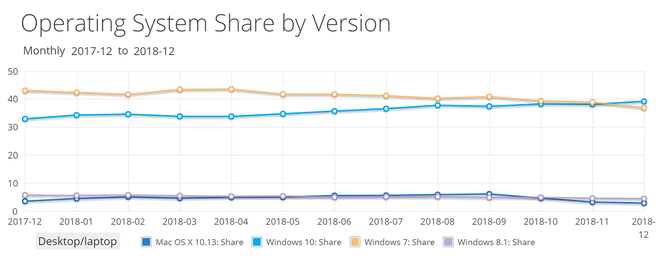 Operating System Share by Version
Monthly 2017-12 to 2018-12
50
40
30
20
10
0
2017-12 2018-01 2018-02 2018-03 2018-04 2018-05 2018-06 2018-07 2018-08 2018-09 2018-10 2018-11 2018-
12
Desktop/laptop Mac OS X 10.13: Share Windows 10: Share Windows 7: Share Windows 8.1: Share